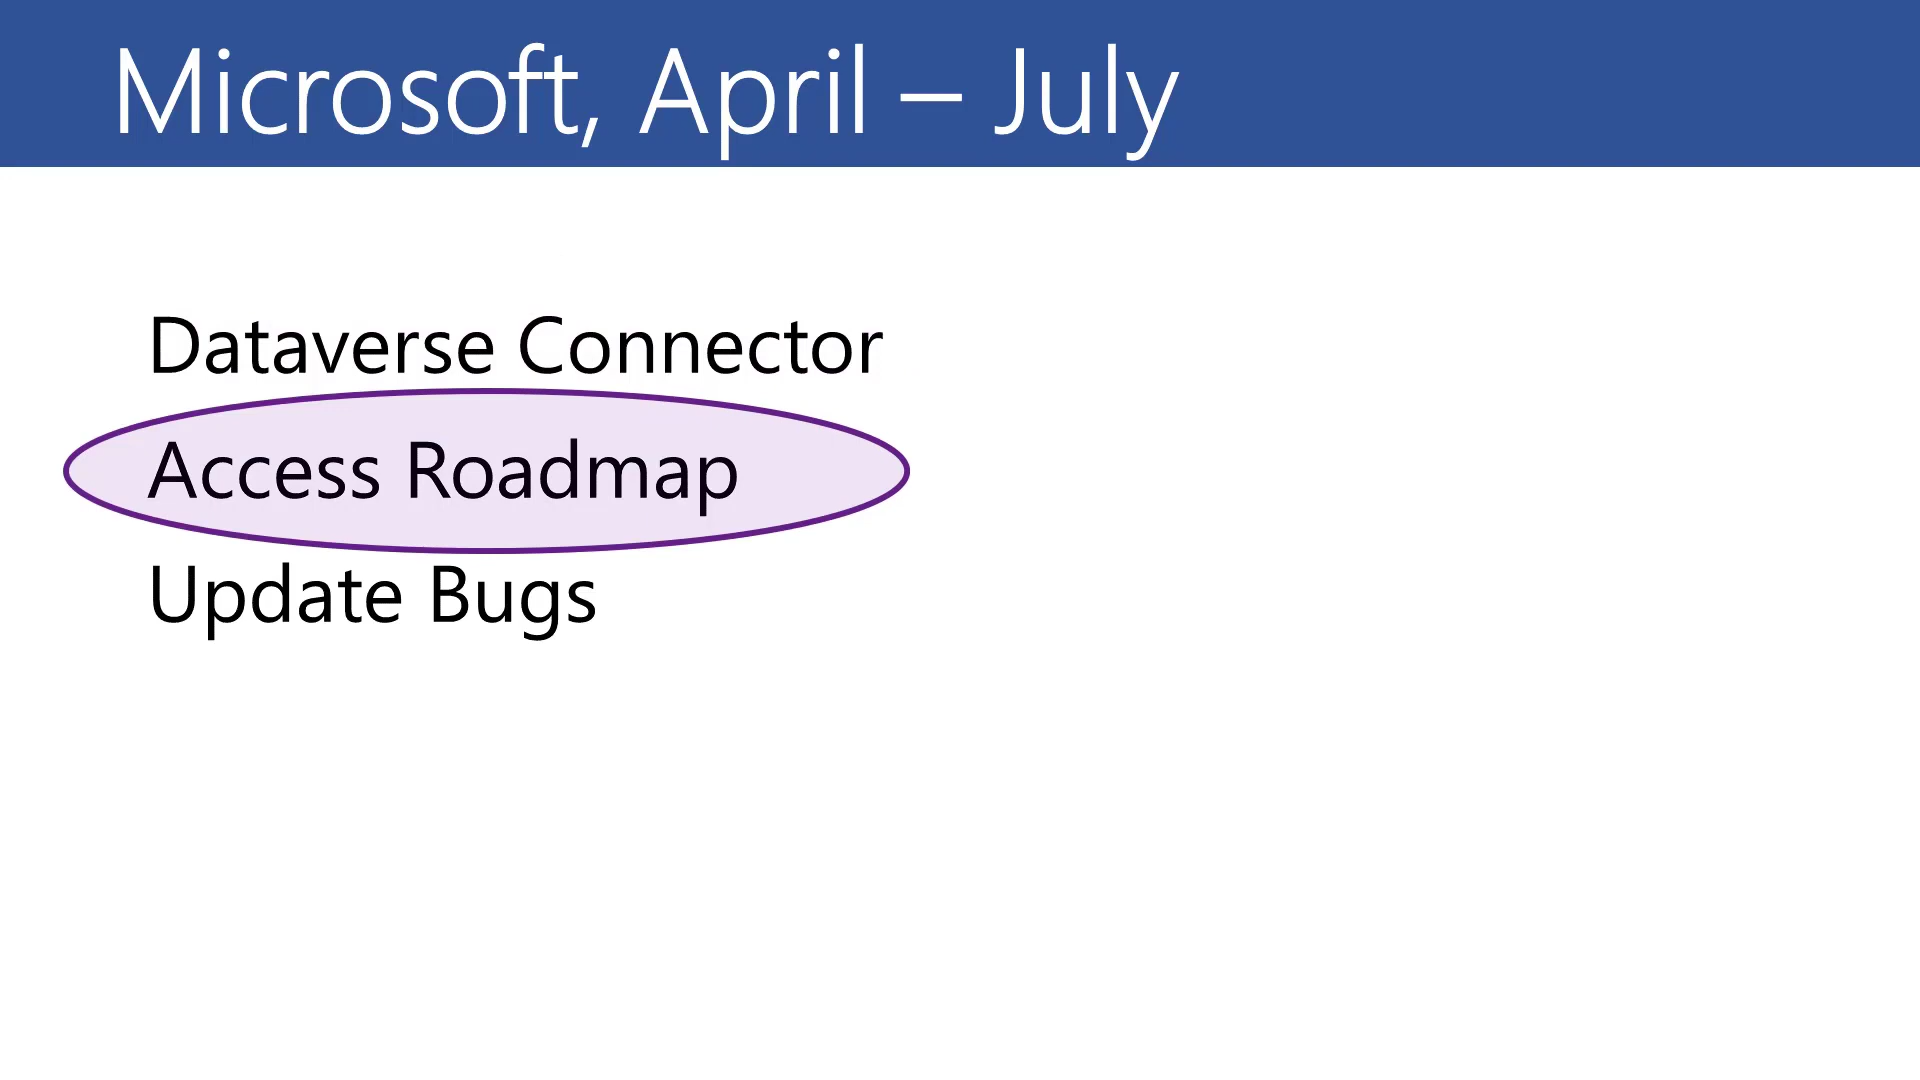 Microsoft, April – July
Dataverse Connector
Access Roadmap
Update Bugs